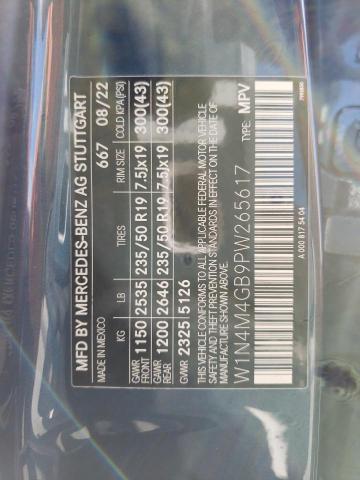 MFD BY MERCEDES-BENZ AG STUTTGART
MADE IN MEXICO 667 08/22
KG LB TIRES RIM SIZE COLD KPA(PSI)
GAWR FRONT 1150 2535 235/50 R19 7.5Jx19 300(43)
GAWR REAR 1200 2646 235/50 R19 7.5Jx19 300(43)
GVWR 2325 5126
THIS VEHICLE CONFORMS TO ALL APPLICABLE FEDERAL MOTOR VEHICLE
SAFETY AND THEFT PREVENTION STANDARDS IN EFFECT ON THE DATE OF
MANUFACTURE SHOWN ABOVE.
TYPE: MPV
W1N4M4GB9PW265617
A 000 817 54 04